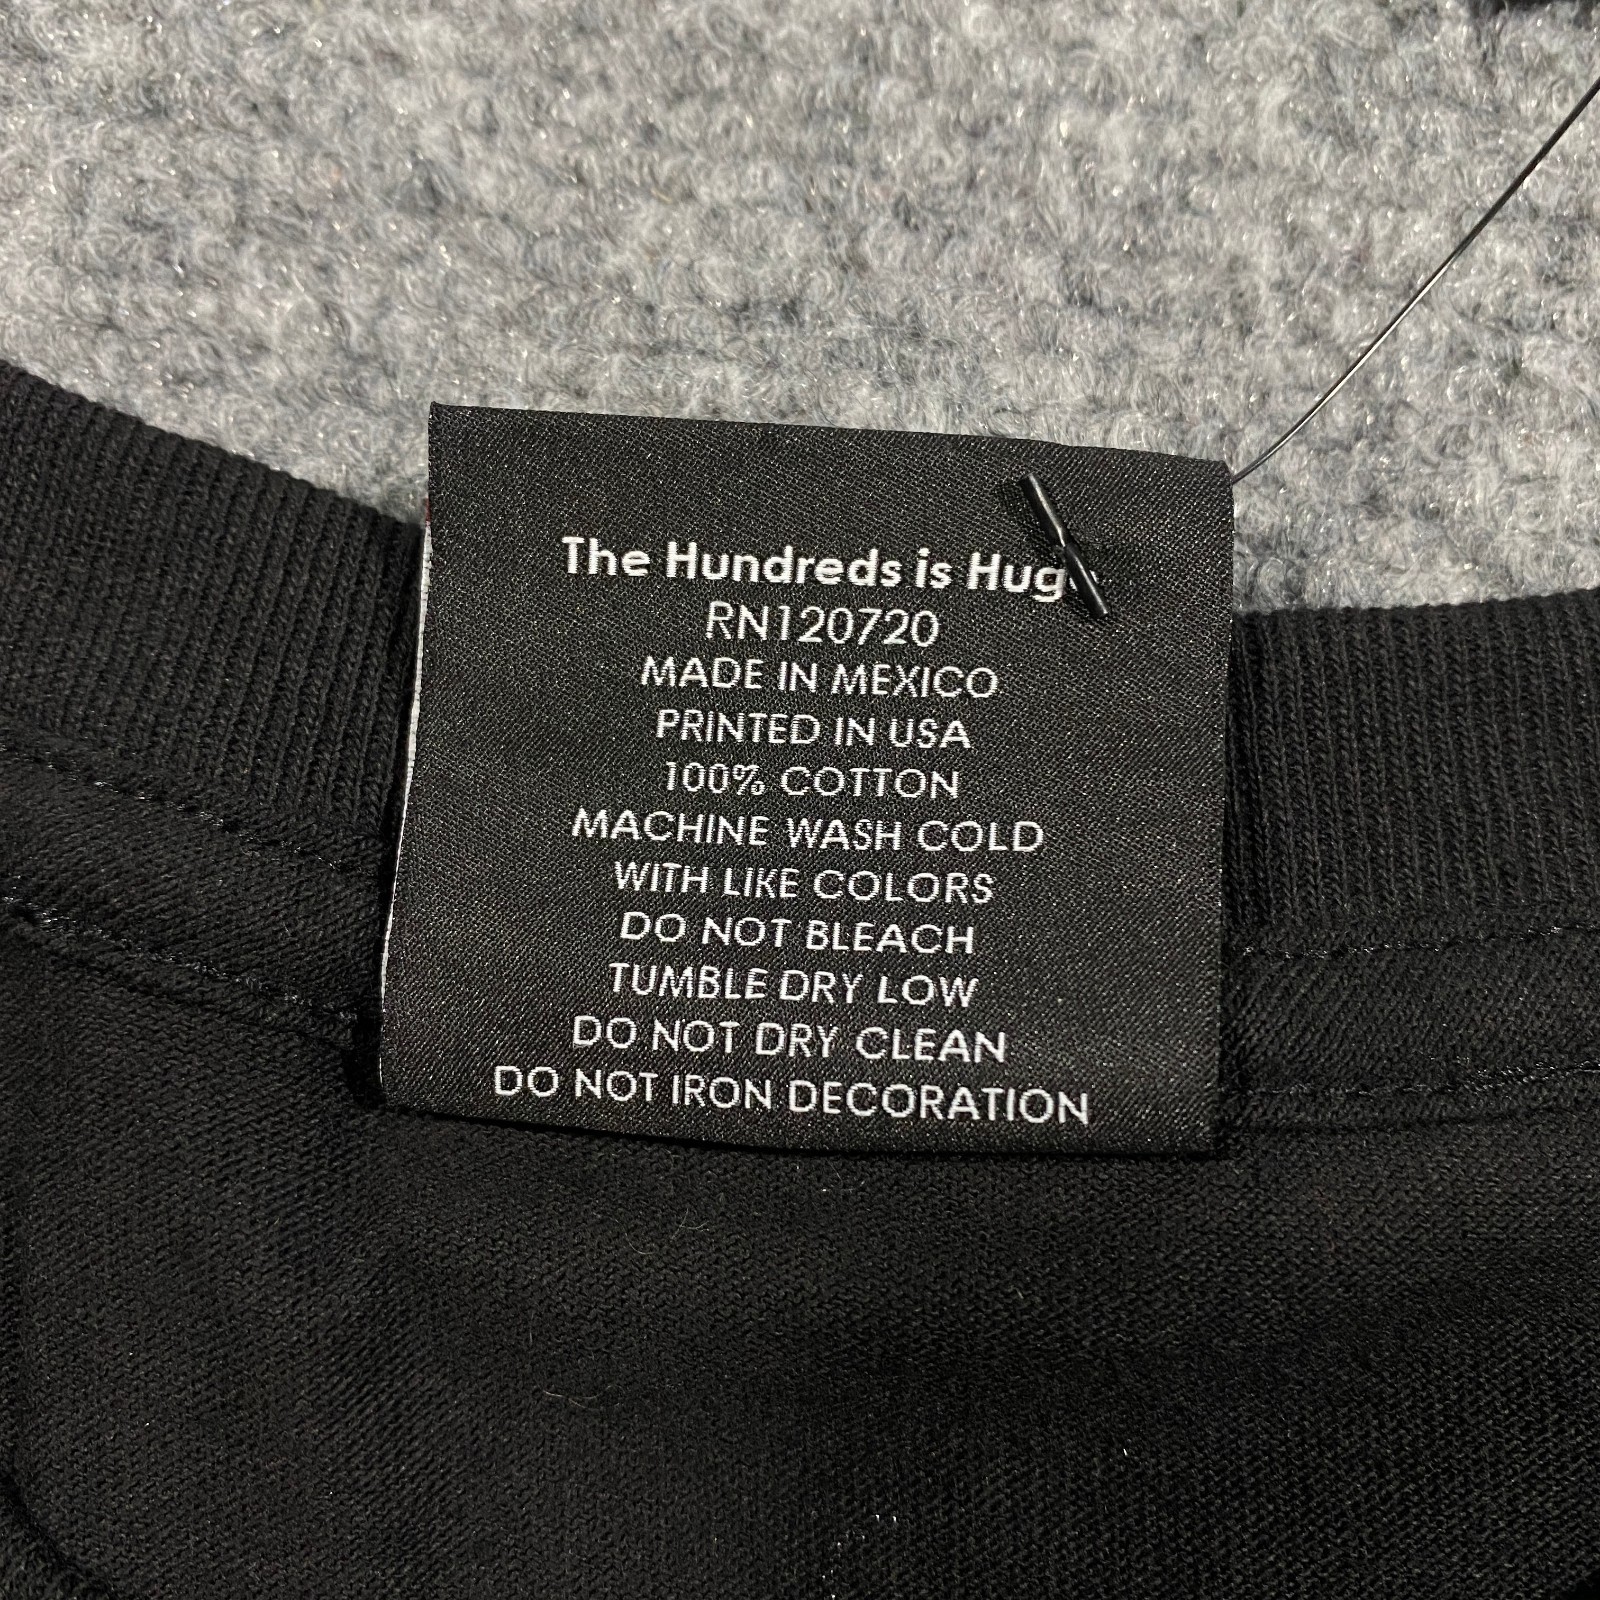 The Hundreds is Huge
RN120720
MADE IN MEXICO
PRINTED IN USA
100% COTTON
MACHINE WASH COLD
WITH LIKE COLORS
DO NOT BLEACH
TUMBLE DRY LOW
DO NOT DRY CLEAN
DO NOT IRON DECORATION